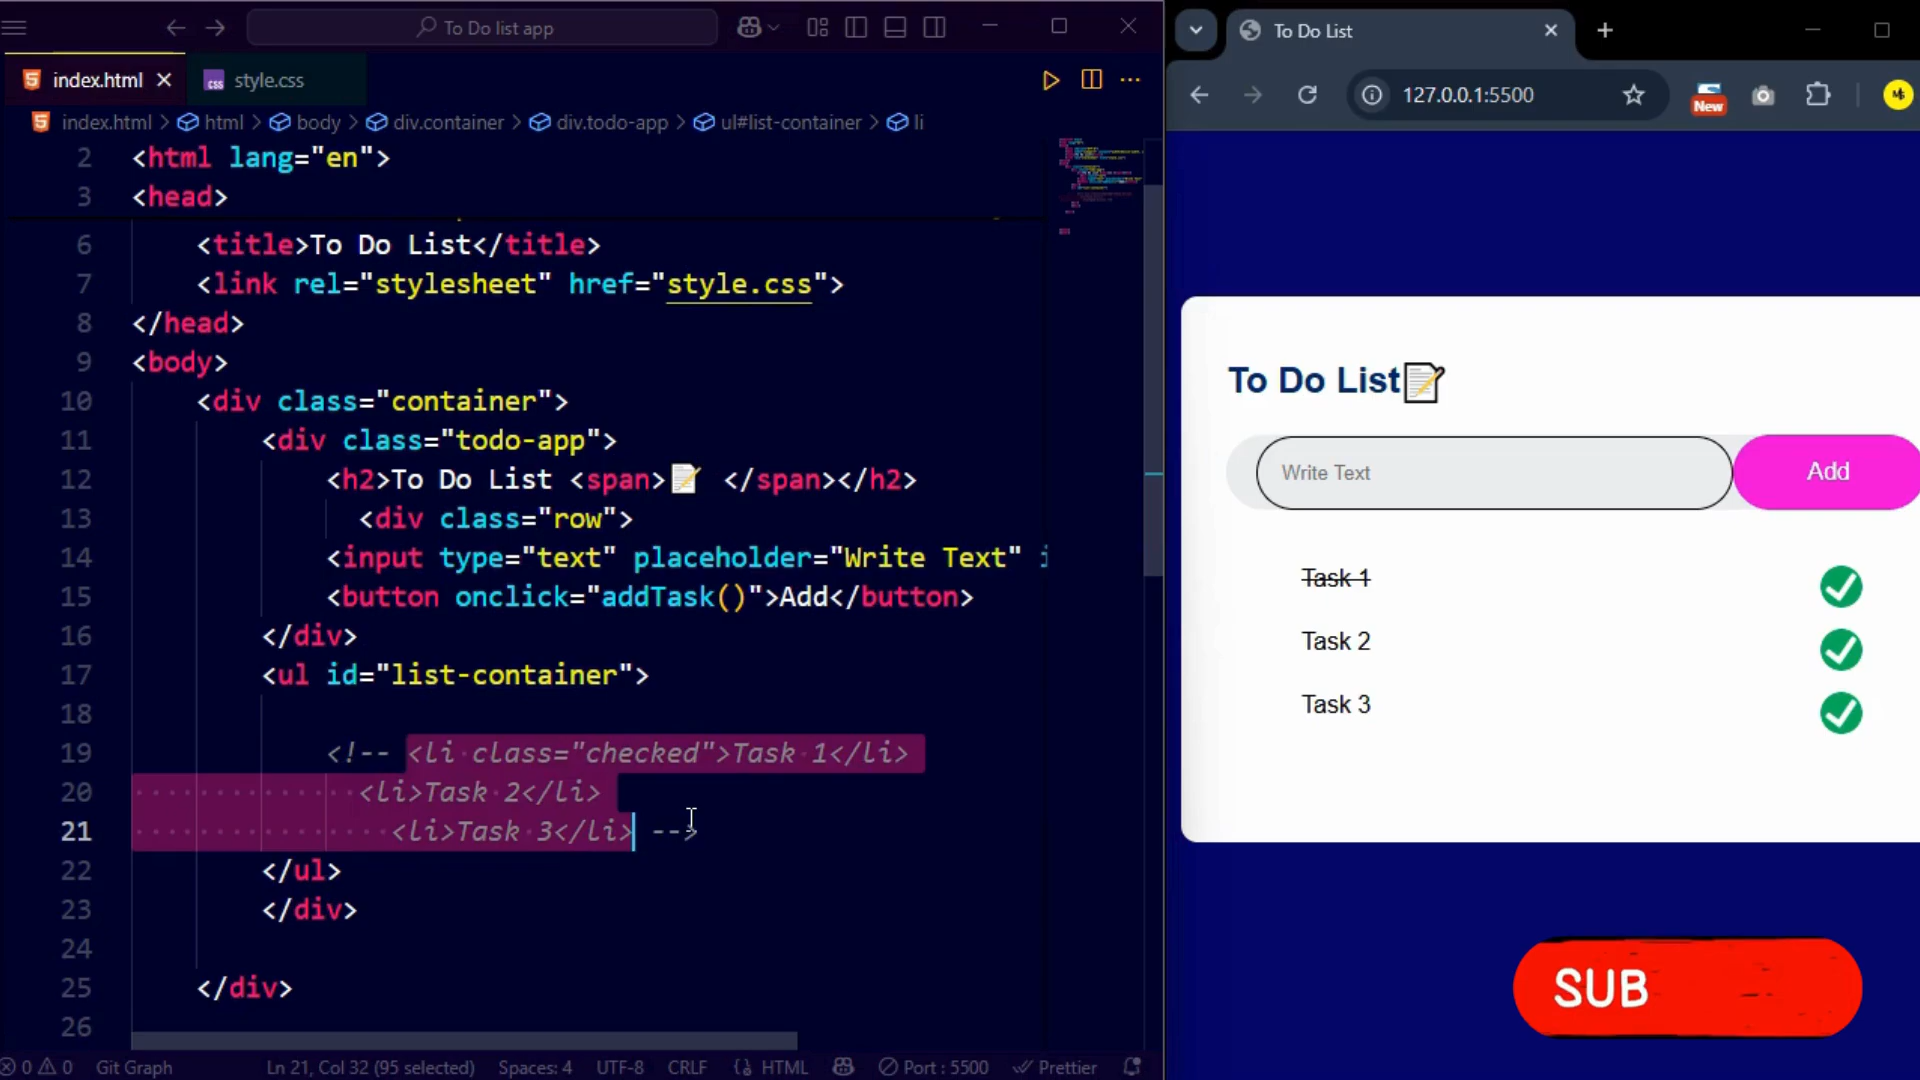 To Do list app
To Do List
index.html
style.css
127.0.0.1:5500
New
index.html > html > body > div.container > div.todo-app > ul#list-container > li
2 <html lang="en">
3 <head>
6 <title>To Do List</title>
7 <link rel="stylesheet" href="style.css">
8 </head>
9 <body>
10 <div class="container">
11 <div class="todo-app">
12 <h2>To Do List <span>📝 </span></h2>
13 <div class="row">
14 <input type="text" placeholder="Write Text" i
15 <button onclick="addTask()">Add</button>
16 </div>
17 <ul id="list-container">
18
19 <!-- <li class="checked">Task 1</li>
20 <li>Task 2</li>
21 <li>Task 3</li> -->
22 </ul>
23 </div>
24
25 </div>
26
0 0 Git Graph Ln 21, Col 32 (95 selected) Spaces: 4 UTF-8 CRLF {} HTML Port : 5500 Prettier
To Do List📝
Write Text
Add
Task 1
Task 2
Task 3
SUB